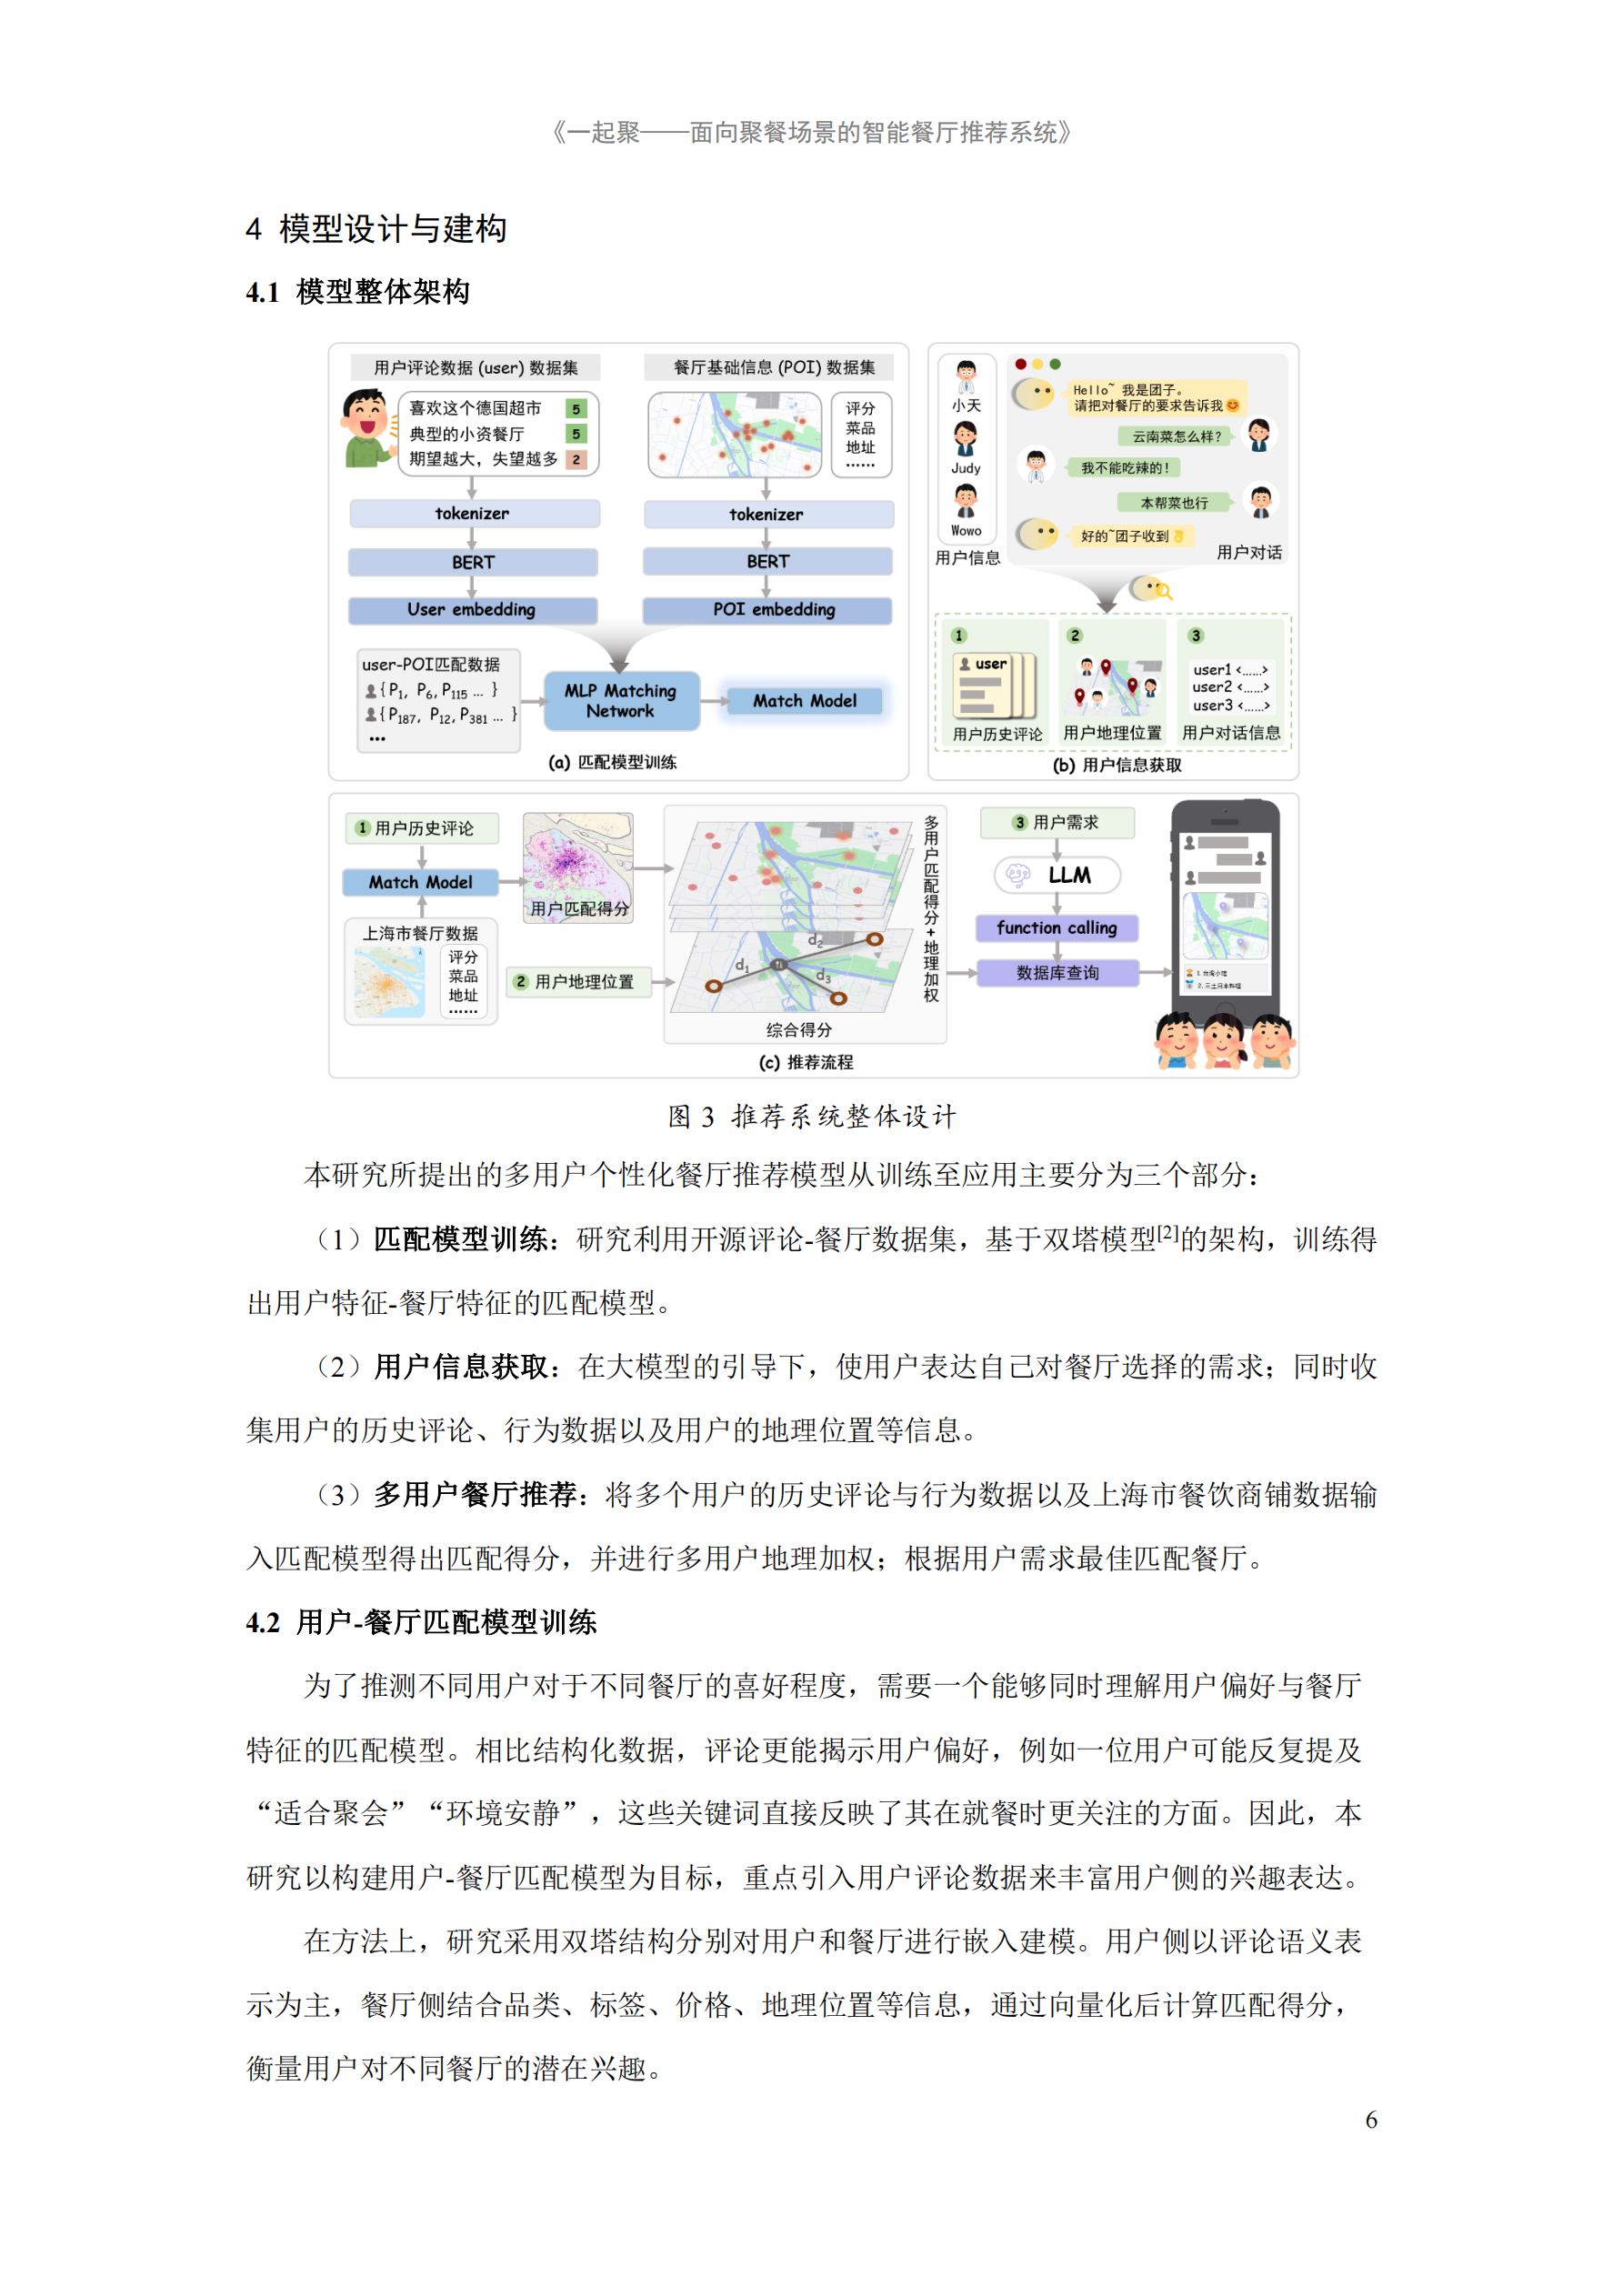 《一起聚——面向聚餐场景的智能餐厅推荐系统》
4 模型设计与建构
4.1 模型整体架构
用户评论数据 (user) 数据集
喜欢这个德国超市 5
典型的小资餐厅 5
期望越大，失望越多 2
tokenizer
BERT
User embedding
餐厅基础信息 (POI) 数据集
评分
菜品
地址
……
tokenizer
BERT
POI embedding
user-POI匹配数据
{ P1, P6, P115 ... }
{ P187, P12, P381 ... }
...
MLP Matching
Network
Match Model
(a) 匹配模型训练
小天
Judy
Wowo
用户信息
Hello~ 我是团子。
请把对餐厅的要求告诉我😊
云南菜怎么样？
我不能吃辣的！
本帮菜也行
好的~团子收到👌
用户对话
1
user
用户历史评论
2
用户地理位置
3
user1 <……>
user2 <……>
user3 <……>
用户对话信息
(b) 用户信息获取
1 用户历史评论
Match Model
上海市餐厅数据
评分
菜品
地址
……
用户匹配得分
2 用户地理位置
d1
d2
d3
多用户匹配得分+地理加权
综合得分
3 用户需求
LLM
function calling
数据库查询
(c) 推荐流程
图 3 推荐系统整体设计
本研究所提出的多用户个性化餐厅推荐模型从训练至应用主要分为三个部分：
（1）匹配模型训练：研究利用开源评论-餐厅数据集，基于双塔模型[2]的架构，训练得
出用户特征-餐厅特征的匹配模型。
（2）用户信息获取：在大模型的引导下，使用户表达自己对餐厅选择的需求；同时收
集用户的历史评论、行为数据以及用户的地理位置等信息。
（3）多用户餐厅推荐：将多个用户的历史评论与行为数据以及上海市餐饮商铺数据输
入匹配模型得出匹配得分，并进行多用户地理加权；根据用户需求最佳匹配餐厅。
4.2 用户-餐厅匹配模型训练
为了推测不同用户对于不同餐厅的喜好程度，需要一个能够同时理解用户偏好与餐厅
特征的匹配模型。相比结构化数据，评论更能揭示用户偏好，例如一位用户可能反复提及
“适合聚会”“环境安静”，这些关键词直接反映了其在就餐时更关注的方面。因此，本
研究以构建用户-餐厅匹配模型为目标，重点引入用户评论数据来丰富用户侧的兴趣表达。
在方法上，研究采用双塔结构分别对用户和餐厅进行嵌入建模。用户侧以评论语义表
示为主，餐厅侧结合品类、标签、价格、地理位置等信息，通过向量化后计算匹配得分，
衡量用户对不同餐厅的潜在兴趣。
6